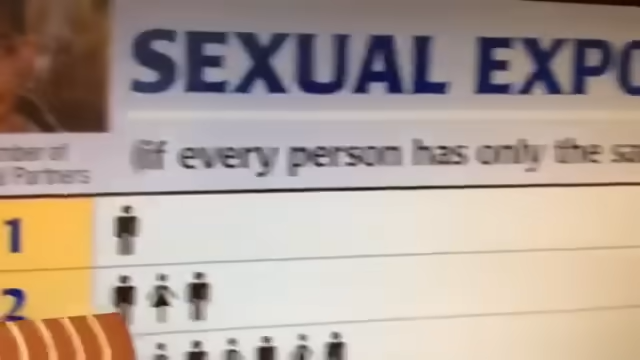 SEXUAL EXPO
(if every person has only the sa
mber of
l Partners
1
2